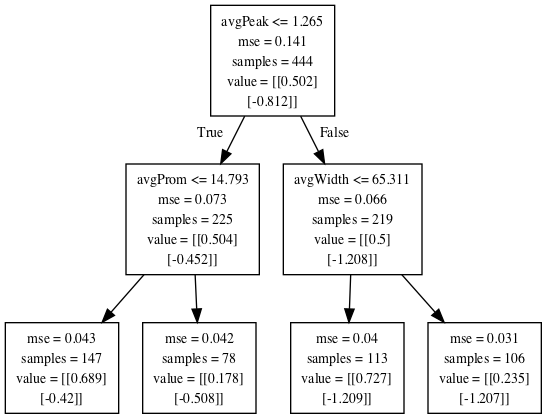 avgPeak <= 1.265
mse = 0.141
samples = 444
value = [[0.502]
[-0.812]]
True
False
avgProm <= 14.793
mse = 0.073
samples = 225
value = [[0.504]
[-0.452]]
avgWidth <= 65.311
mse = 0.066
samples = 219
value = [[0.5]
[-1.208]]
mse = 0.043
samples = 147
value = [[0.689]
[-0.42]]
mse = 0.042
samples = 78
value = [[0.178]
[-0.508]]
mse = 0.04
samples = 113
value = [[0.727]
[-1.209]]
mse = 0.031
samples = 106
value = [[0.235]
[-1.207]]